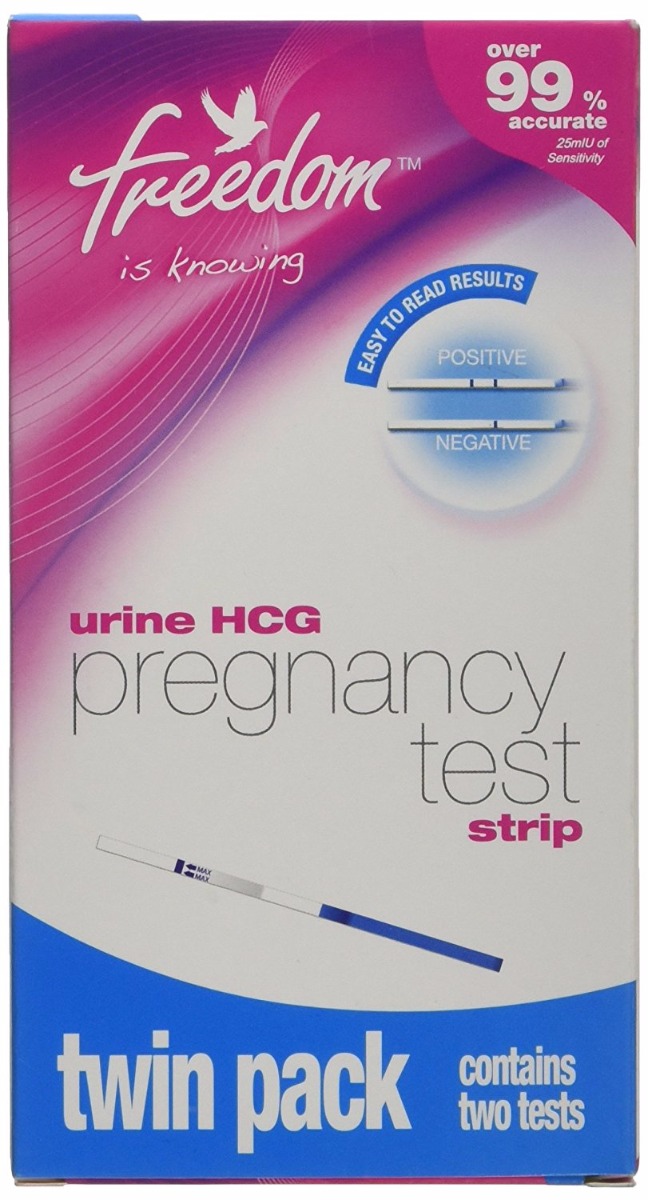 over
99 %
accurate
25mIU of
Sensitivity
freedom™
is knowing
EASY TO READ RESULTS
POSITIVE
NEGATIVE
urine HCG
pregnancy
test
strip
MAX
MAX
twin pack
contains
two tests